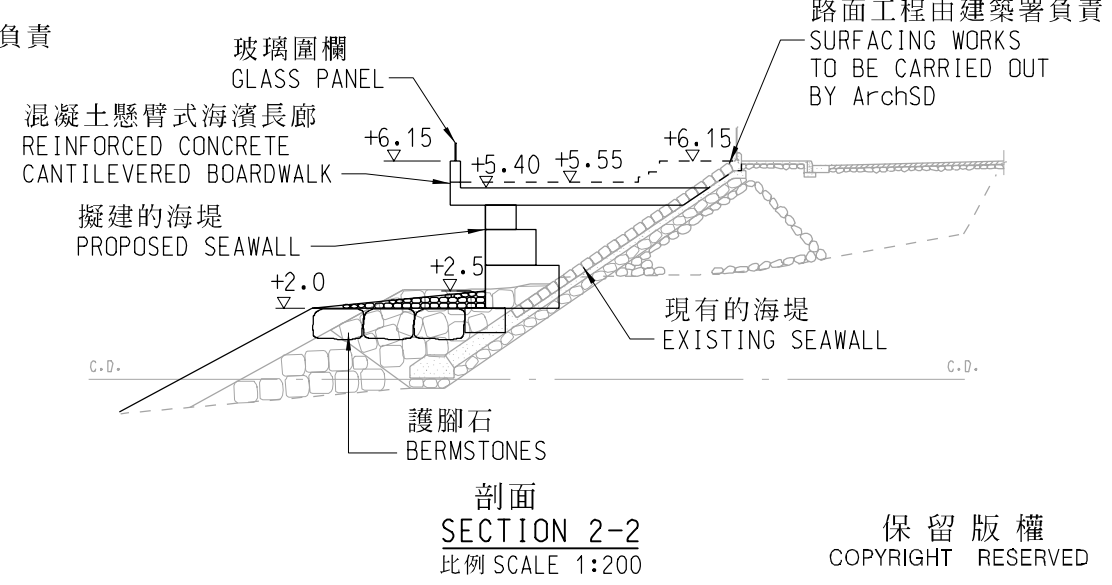 負責
路面工程由建築署負責
SURFACING WORKS
TO BE CARRIED OUT
BY ArchSD
玻璃圍欄
GLASS PANEL
混凝土懸臂式海濱長廊
REINFORCED CONCRETE
CANTILEVERED BOARDWALK
+6.15
+5.40
+5.55
+6.15
擬建的海堤
PROPOSED SEAWALL
+2.0
+2.5
現有的海堤
EXISTING SEAWALL
C.D.
C.D.
護腳石
BERMSTONES
剖面
SECTION 2-2
比例 SCALE 1:200
保留版權
COPYRIGHT RESERVED